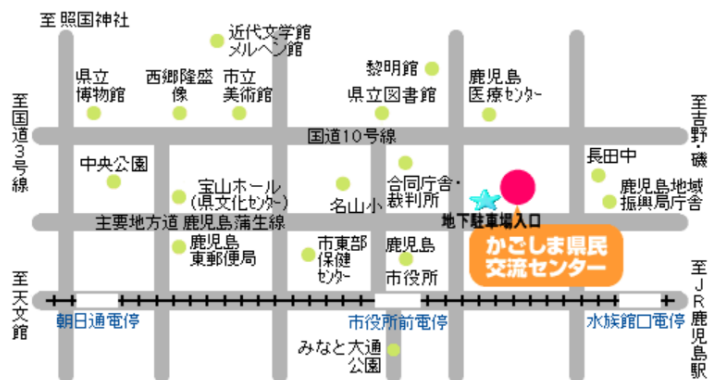 至 照国神社
近代文学館
メルヘン館
黎明館
県立
博物館
西郷隆盛
像
市立
美術館
県立図書館
鹿児島
医療センター
至国道3号線
至吉野・磯
国道10号線
中央公園
宝山ホール
(県文化センター)
名山小
合同庁舎・
裁判所
長田中
鹿児島地域
振興局庁舎
地下駐車場入口
主要地方道 鹿児島蒲生線
鹿児島
東郵便局
市東部
保健
センター
鹿児島
市役所
かごしま県民
交流センター
至天文館
至JR鹿児島駅
朝日通電停
市役所前電停
水族館口電停
みなと大通
公園